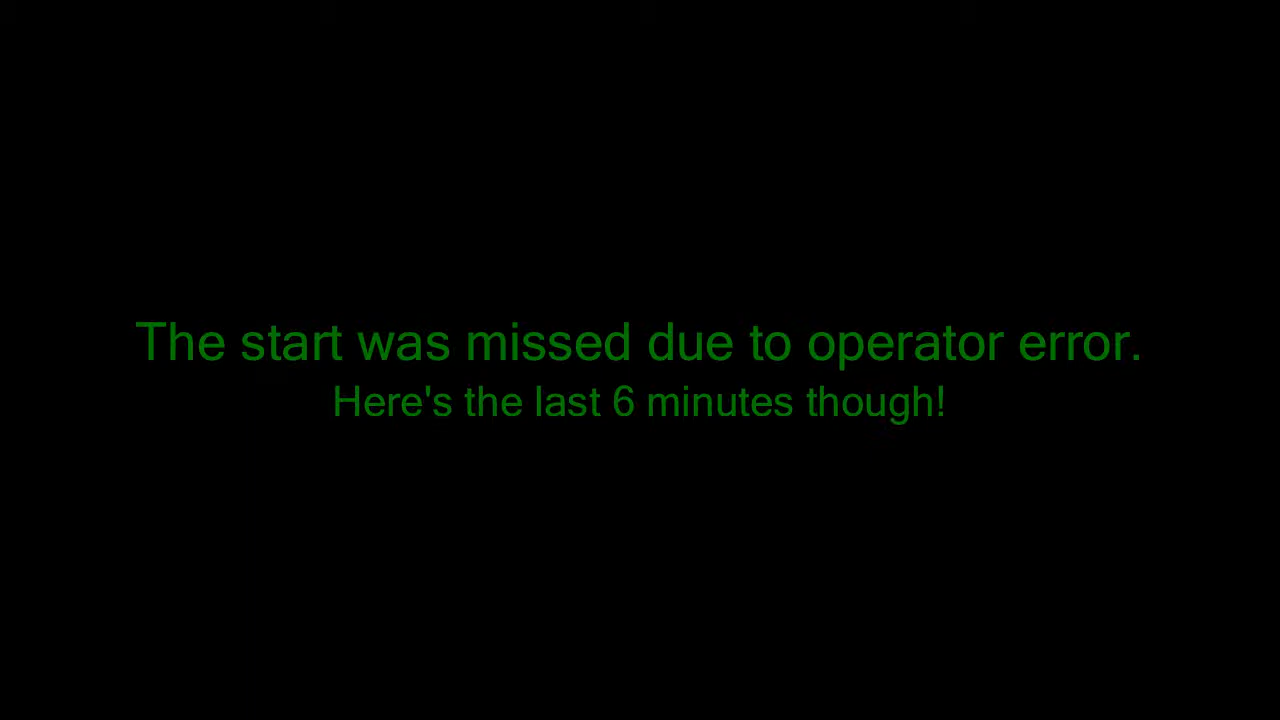 The start was missed due to operator error.
Here's the last 6 minutes though!